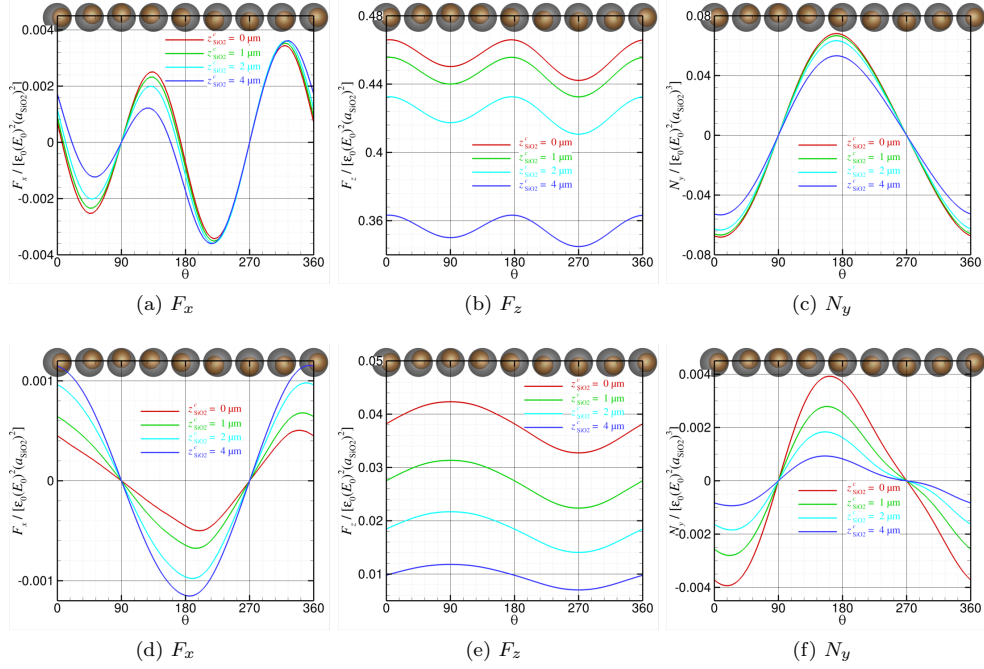 0.004
0.002
0
-0.002
-0.004
F_x / [ε_0(E_0)^2(a_SiO2)^2]
z^c_SiO2 = 0 µm
z^c_SiO2 = 1 µm
z^c_SiO2 = 2 µm
z^c_SiO2 = 4 µm
0 90 180 270 360
θ
(a) F_x
0.48
0.44
0.4
0.36
F_z / [ε_0(E_0)^2(a_SiO2)^2]
z^c_SiO2 = 0 µm
z^c_SiO2 = 1 µm
z^c_SiO2 = 2 µm
z^c_SiO2 = 4 µm
0 90 180 270 360
θ
(b) F_z
0.08
0.04
0
-0.04
-0.08
N_y / [ε_0(E_0)^2(a_SiO2)^3]
z^c_SiO2 = 0 µm
z^c_SiO2 = 1 µm
z^c_SiO2 = 2 µm
z^c_SiO2 = 4 µm
0 90 180 270 360
θ
(c) N_y
0.001
0
-0.001
F_x / [ε_0(E_0)^2(a_SiO2)^2]
z^c_SiO2 = 0 µm
z^c_SiO2 = 1 µm
z^c_SiO2 = 2 µm
z^c_SiO2 = 4 µm
0 90 180 270 360
θ
(d) F_x
0.05
0.04
0.03
0.02
0.01
F_z / [ε_0(E_0)^2(a_SiO2)^2]
z^c_SiO2 = 0 µm
z^c_SiO2 = 1 µm
z^c_SiO2 = 2 µm
z^c_SiO2 = 4 µm
0 90 180 270 360
θ
(e) F_z
0.004
0.002
0
-0.002
-0.004
N_y / [ε_0(E_0)^2(a_SiO2)^3]
z^c_SiO2 = 0 µm
z^c_SiO2 = 1 µm
z^c_SiO2 = 2 µm
z^c_SiO2 = 4 µm
0 90 180 270 360
θ
(f) N_y